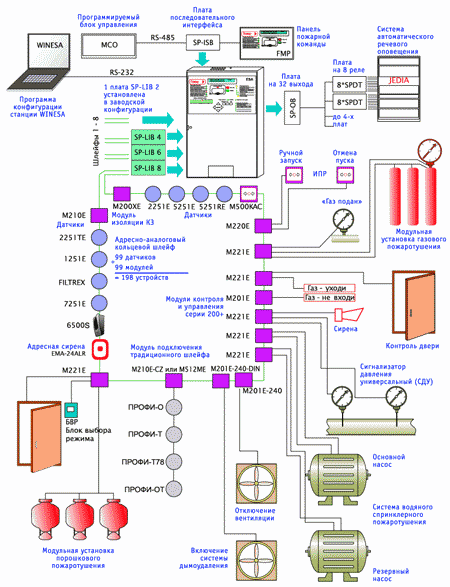 Программируемый
блок управления
Плата
последовательного
интерфейса
WINESA
MCO
RS-485
SP-ISB
FMP
Панель
пожарной
команды
Система
автоматического
речевого
оповещения
RS-232
ESA
Плата
на 8 реле
JEDIA
Плата
на 32 выхода
8*SPDT
8*SPDT
SP-OB
до 4-х
плат
Программа
конфигурации
станции WINESA
1 плата SP-LIB 2
установлена
в заводской
конфигурации
Шлейфы 1 - 8
SP-LIB 4
SP-LIB 6
SP-LIB 8
Ручной
запуск
ИПР
Отмена
пуска
M200XE
2251E
5251E
5251RE
M500KAC
M210E
Модуль
изоляции КЗ
Датчики
Датчики
M220E
«Газ подан»
Модульная
установка газового
пожаротушения
2251TE
Адресно-аналоговый
кольцевой шлейф
1251E
99 датчиков
+
99 модулей
= 198 устройств
M221E
FILTREX
M221E
7251E
Модули контроля
и управления
серии 200+
M201E
Газ - уходи
Газ - не входи
M221E
Сирена
Контроль двери
6500S
M221E
Адресная сирена
EMA-24ALR
Модуль подключения
традиционного шлейфа
Сигнализатор
давления
универсальный (СДУ)
M221E
M210E-CZ или M512ME
M201E-240-DIN
M201E-240
БВР
Блок выбора
режима
ПРОФИ-О
ПРОФИ-Т
ПРОФИ-Т78
ПРОФИ-ОТ
Основной
насос
Отключение
вентиляции
Система водяного
спринклерного
пожаротушения
Модульная установка
порошкового
пожаротушения
Включение
системы
дымоудаления
Резервный
насос